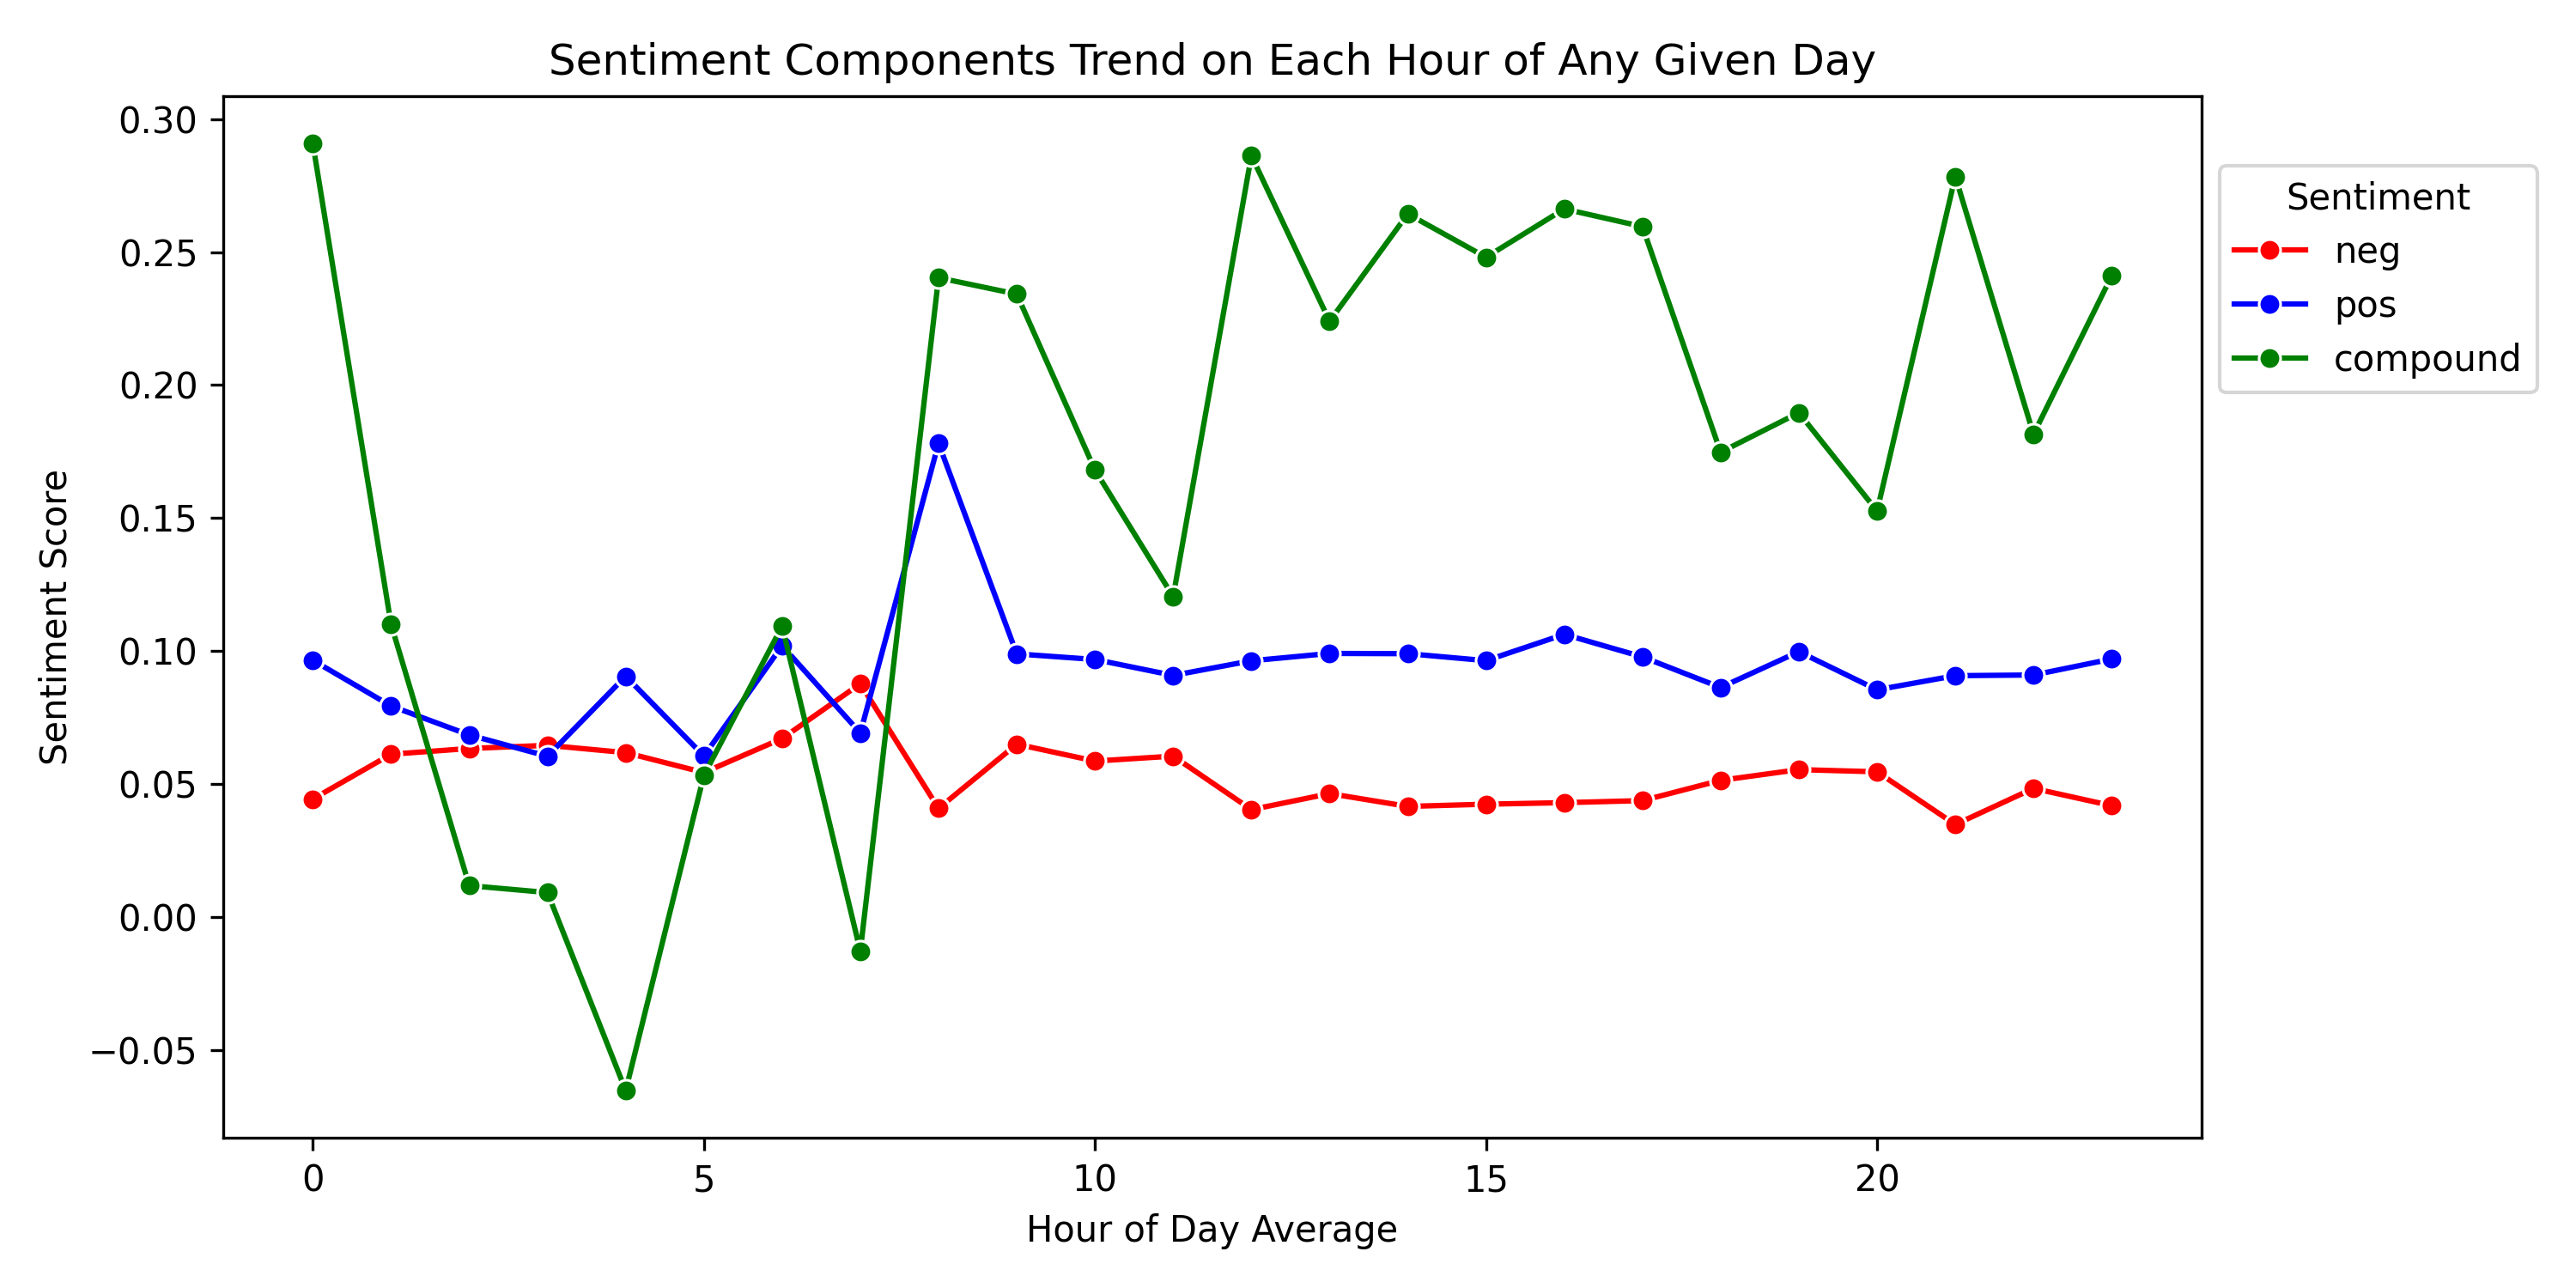 Sentiment Components Trend on Each Hour of Any Given Day
0.30
0.25
0.20
0.15
0.10
0.05
0.00
−0.05
Sentiment Score
0 5 10 15 20
Hour of Day Average
Sentiment
neg
pos
compound